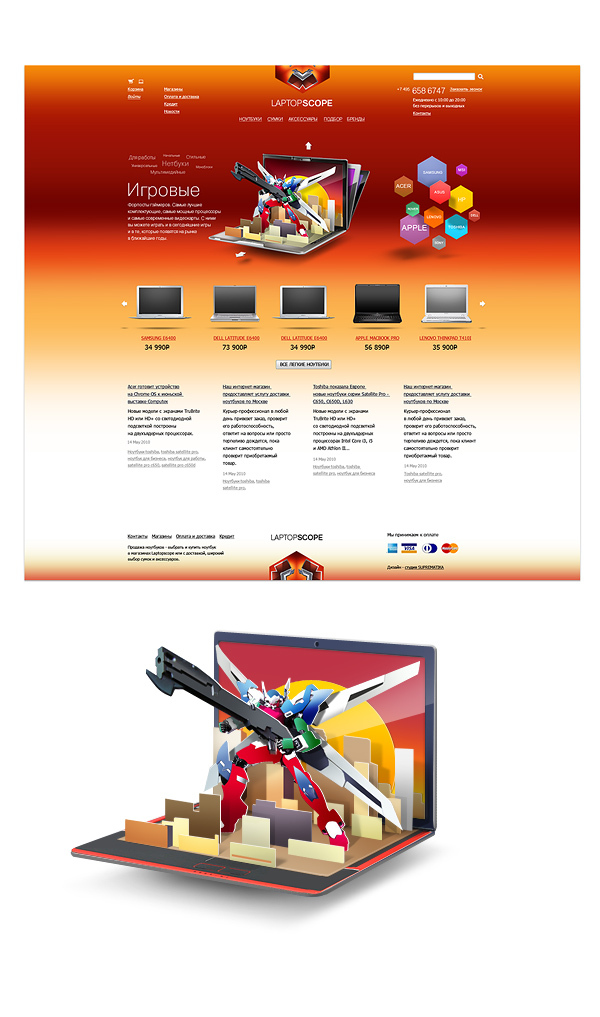 Корзина
Войти
Магазины
Оплата и доставка
Кредит
Новости
LAPTOPSCOPE
+7 495 658 6747 Заказать звонок
Ежедневно с 10:00 до 20:00
Без перерывов и выходных
Контакты
НОУТБУКИ СУМКИ АКСЕССУАРЫ ПОДБОР БРЕНДЫ
Для работы Начальные Стильные
Универсальные Нетбуки Моноблоки
Мультимедийные
Игровые
Форпосты геймеров. Самые лучшие
комплектующие, самые мощные процессоры
и самые современные видеокарты. С ними
вы можете играть и в сегодняшние игры
и в те, которые появятся на рынке
в ближайшие годы.
SAMSUNG
MSI
ACER
ASUS
HP
LENOVO
DELL
APPLE
TOSHIBA
SONY
SAMSUNG E6400
34 990Р
DELL LATITUDE E6400
73 900Р
DELL LATITUDE E6400
34 990Р
APPLE MACBOOK PRO
56 890Р
LENOVO THINKPAD T410I
35 900Р
ВСЕ ЛЕГКИЕ НОУТБУКИ
Acer готовит устройство
на Chrome OS к июньской
выставке Computex
Новые модели с экранами TruBrite
HD или HD+ со светодиодной
подсветкой построены
на двухъядерных процессорах.
14 May 2010
Ноутбуки toshiba, toshiba satellite pro,
ноутбук для бизнеса, ноутбук для работы,
satellite pro c650, satellite pro c650d
Наш интернет-магазин
предоставляет услугу доставки
ноутбуков по Москве
Курьер-профессионал в любой
день привезет заказ, проверит
его работоспособность,
ответит на вопросы или просто
терпеливо дождется, пока клиент
самостоятельно проверит
приобретаемый
товар.
14 May 2010
Ноутбуки toshiba, toshiba
satellite pro,
Toshiba показала Европе
новые ноутбуки серии Satellite Pro -
C650, C650D, L630
Новые модели с экранами
TruBrite HD или HD+
со светодиодной подсветкой
построены на двухъядерных
процессорах Intel Core i3, i5
и AMD Athlon II...
14 May 2010
Ноутбуки toshiba, toshiba
satellite pro, ноутбук для бизнеса
Наш интернет-магазин
предоставляет услугу доставки
ноутбуков по Москве
Курьер-профессионал
в любой день привезет заказ,
проверит его работоспособность,
ответит на вопросы или просто
терпеливо дождется, пока клиент
самостоятельно проверит
товар.
14 May 2010
Toshiba satellite pro,
ноутбук для бизнеса
Контакты Магазины Оплата и доставка Кредит
Продажа ноутбуков - выбрать и купить ноутбук
в магазинах Laptopscope или с доставкой, широкий
выбор сумок и аксессуаров.
LAPTOPSCOPE
Мы принимаем к оплате
VISA
Дизайн - студия SUPREMATIKA